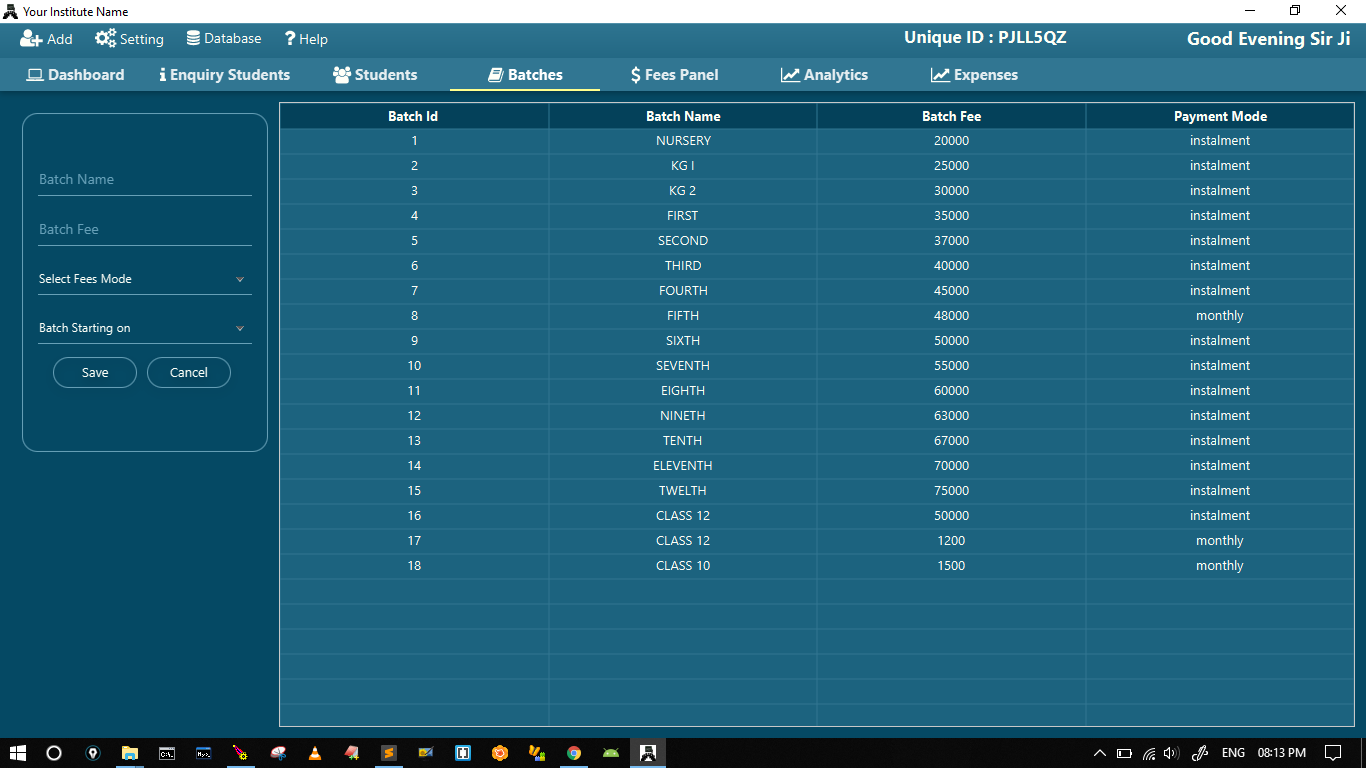 Your Institute Name
Add Setting Database ? Help Unique ID : PJLL5QZ Good Evening Sir Ji
Dashboard Enquiry Students Students Batches Fees Panel Analytics Expenses
Batch Name
Batch Fee
Select Fees Mode
Batch Starting on
Save Cancel
Batch Id Batch Name Batch Fee Payment Mode
1 NURSERY 20000 instalment
2 KG I 25000 instalment
3 KG 2 30000 instalment
4 FIRST 35000 instalment
5 SECOND 37000 instalment
6 THIRD 40000 instalment
7 FOURTH 45000 instalment
8 FIFTH 48000 monthly
9 SIXTH 50000 instalment
10 SEVENTH 55000 instalment
11 EIGHTH 60000 instalment
12 NINETH 63000 instalment
13 TENTH 67000 instalment
14 ELEVENTH 70000 instalment
15 TWELTH 75000 instalment
16 CLASS 12 50000 instalment
17 CLASS 12 1200 monthly
18 CLASS 10 1500 monthly
ENG 08:13 PM